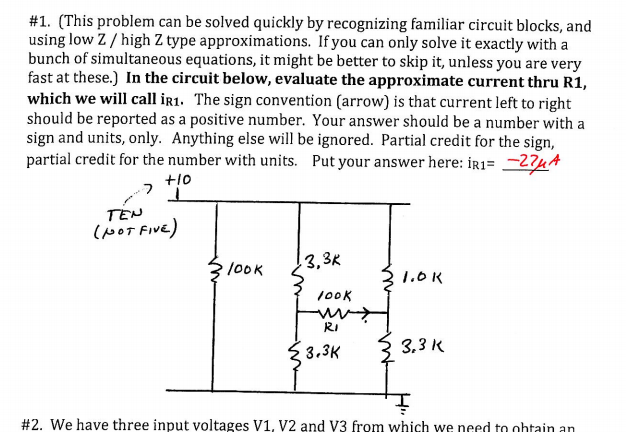 #1. (This problem can be solved quickly by recognizing familiar circuit blocks, and
using low Z / high Z type approximations. If you can only solve it exactly with a
bunch of simultaneous equations, it might be better to skip it, unless you are very
fast at these.) In the circuit below, evaluate the approximate current thru R1,
which we will call iR1. The sign convention (arrow) is that current left to right
should be reported as a positive number. Your answer should be a number with a
sign and units, only. Anything else will be ignored. Partial credit for the sign,
partial credit for the number with units. Put your answer here: iR1= -27μA
+10
TEN
(NOT FIVE)
100K
3.3K
1.0K
100K
R1
3.3K
3.3K
#2. We have three input voltages V1, V2 and V3 from which we need to obtain an